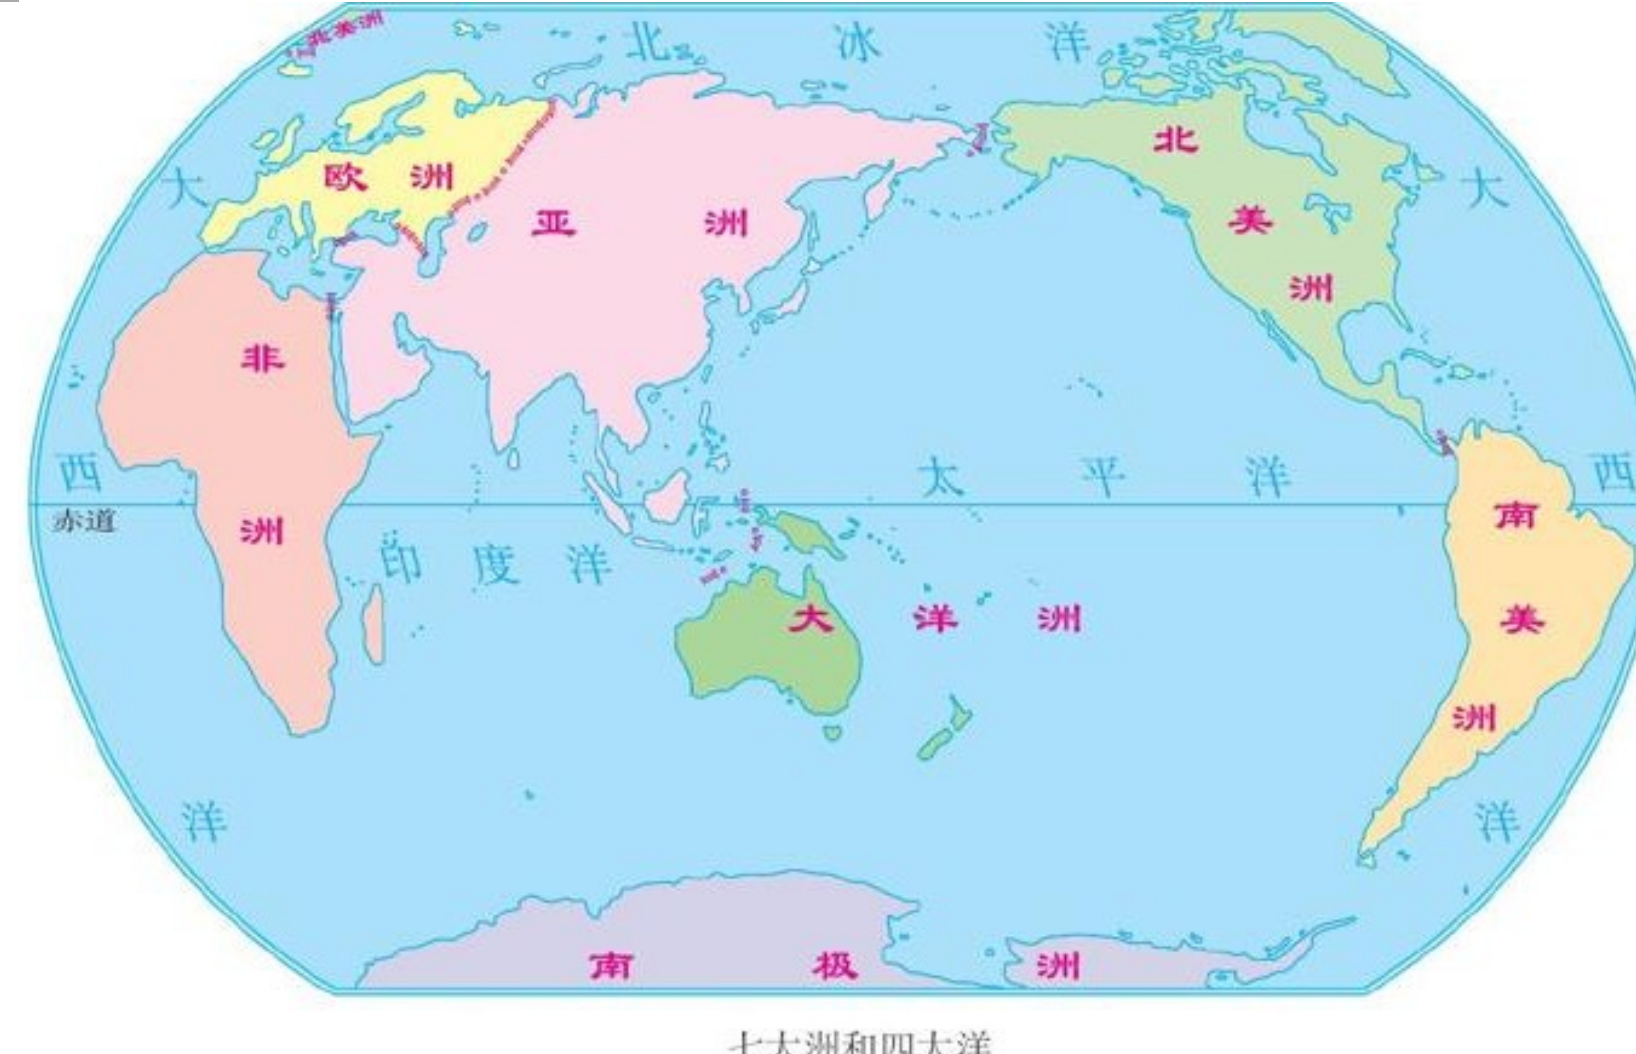 北美洲
北冰洋
欧洲
亚洲
北美洲
大西洋
大西洋
非洲
太平洋
赤道
印度洋
大洋洲
南美洲
南极洲
七大洲和四大洋